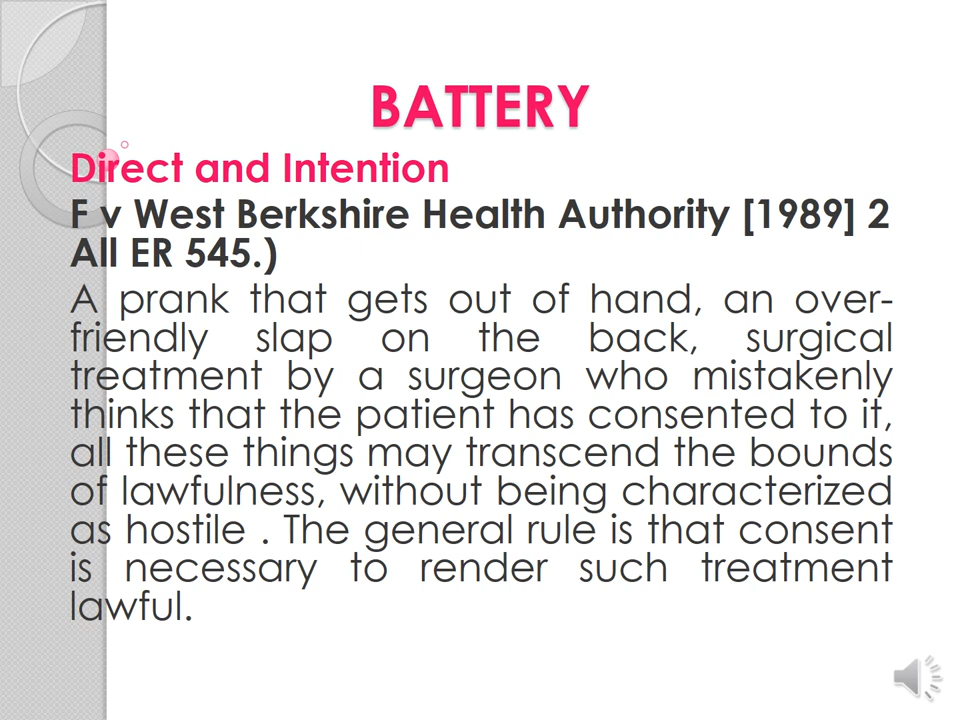 BATTERY
Direct and Intention
F v West Berkshire Health Authority [1989] 2
All ER 545.)
A prank that gets out of hand, an over-
friendly slap on the back, surgical
treatment by a surgeon who mistakenly
thinks that the patient has consented to it,
all these things may transcend the bounds
of lawfulness, without being characterized
as hostile . The general rule is that consent
is necessary to render such treatment
lawful.